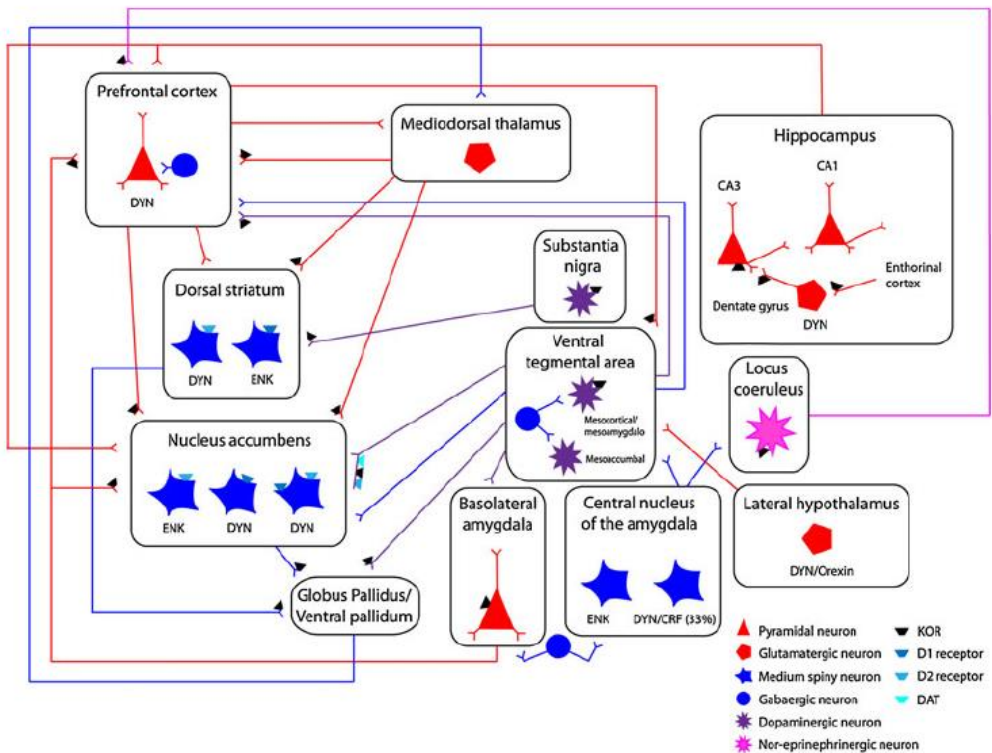 Prefrontal cortex
DYN
Mediodorsal thalamus
Hippocampus
CA1
CA3
Enthorinal
cortex
Dentate gyrus
DYN
Substantia
nigra
Dorsal striatum
DYN
ENK
Ventral
tegmental area
Mesocortical/
mesoamygdalo
Mesoaccumbal
Locus
coeruleus
Nucleus accumbens
ENK
DYN
DYN
Globus Pallidus/
Ventral pallidum
Basolateral
amygdala
Central nucleus
of the amygdala
ENK
DYN/CRF (33%)
Lateral hypothalamus
DYN/Orexin
Pyramidal neuron
Glutamatergic neuron
Medium spiny neuron
Gabaergic neuron
Dopaminergic neuron
Nor-eprinephrinergic neuron
KOR
D1 receptor
D2 receptor
DAT